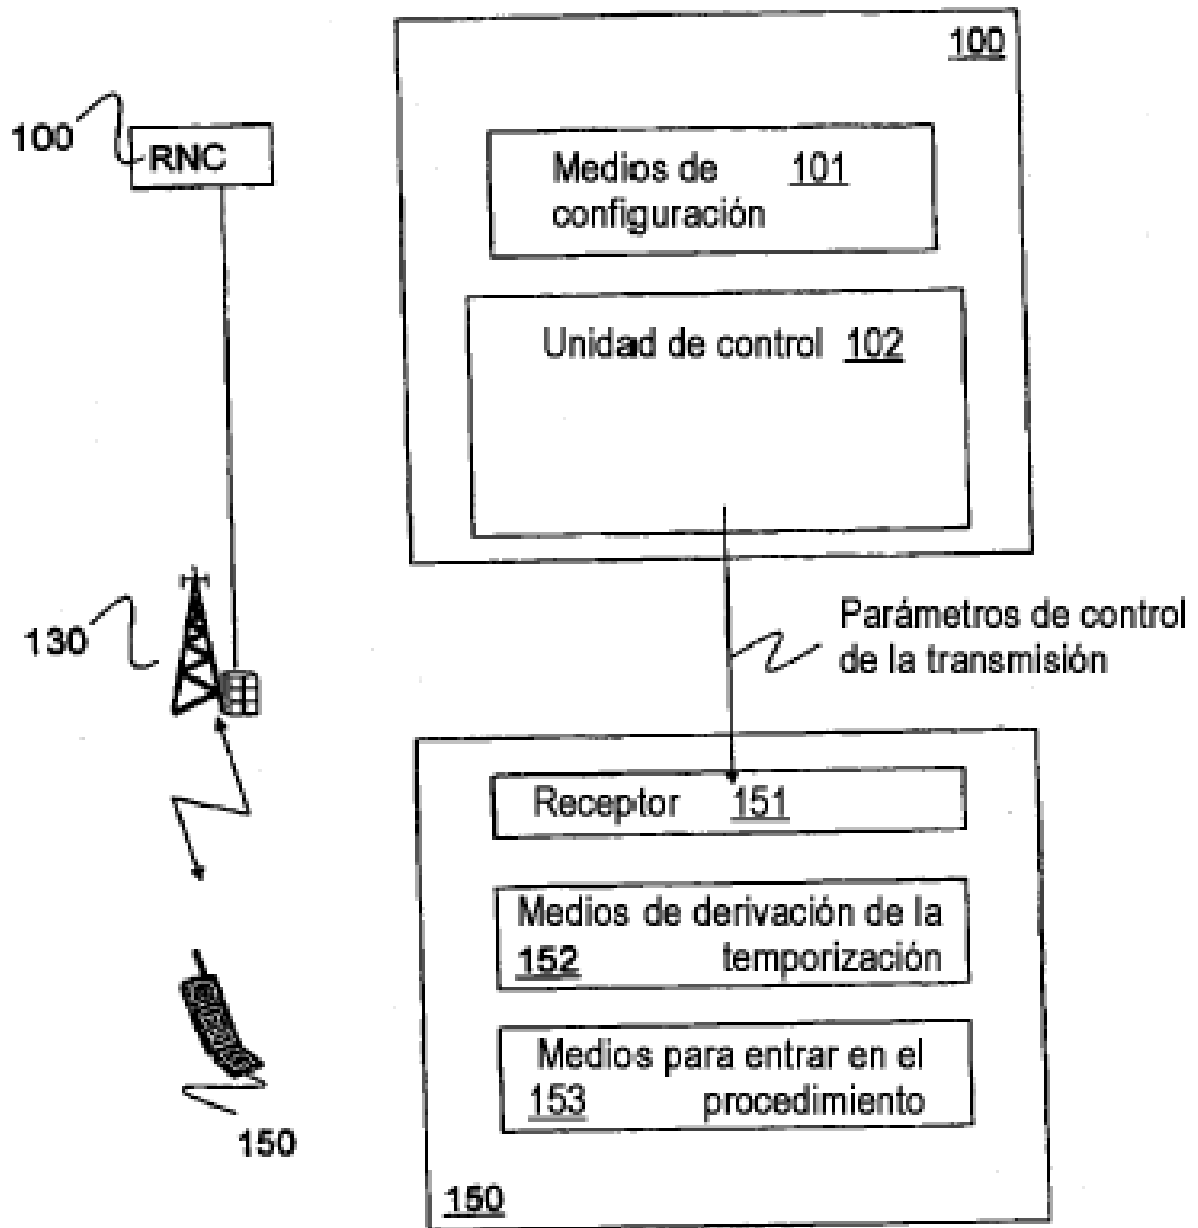 100
RNC
100
Medios de 101
configuración
Unidad de control 102
130
Parámetros de control
de la transmisión
Receptor 151
Medios de derivación de la
152 temporización
Medios para entrar en el
153 procedimiento
150
150